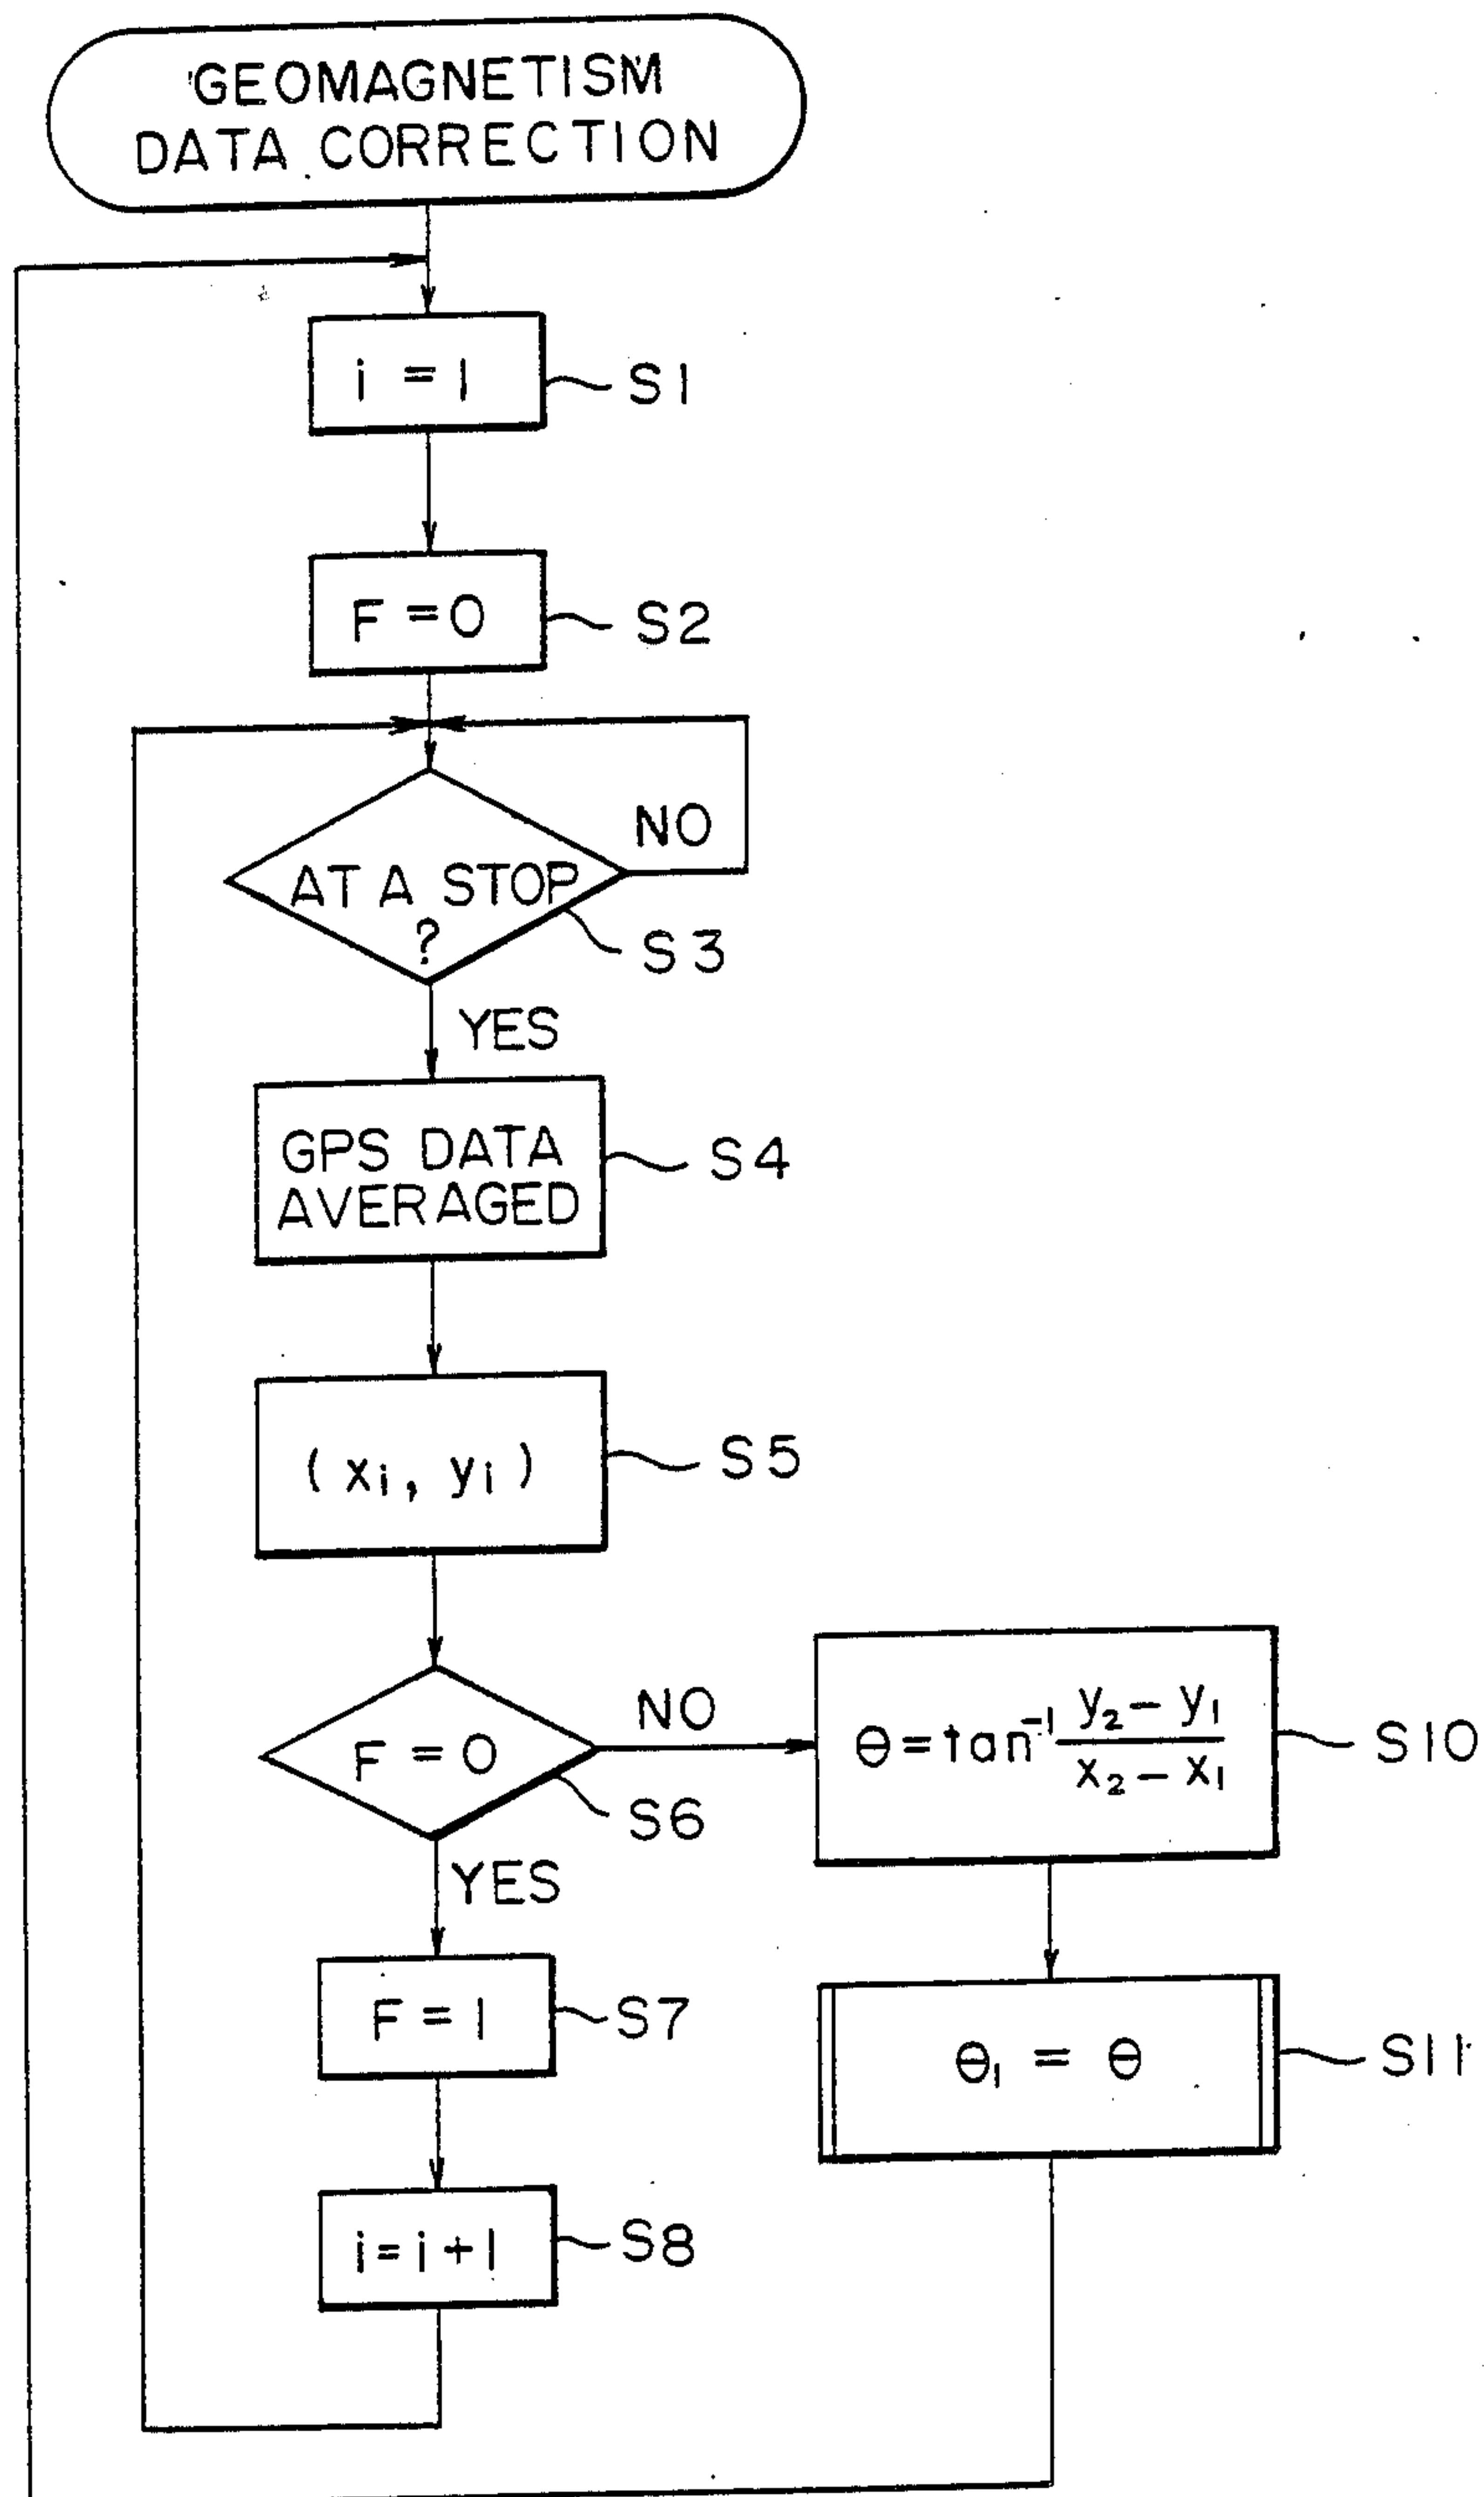 GEOMAGNETISM
DATA CORRECTION
i = 1
S1
F = 0
S2
NO
AT A STOP
?
S3
YES
GPS DATA
AVERAGED
S4
(xi, yi)
S5
NO
F = 0
S6
θ = tan⁻¹ y₂ − y₁
x₂ − x₁
S10
YES
F = 1
S7
θ₁ = θ
S11
i = i + 1
S8